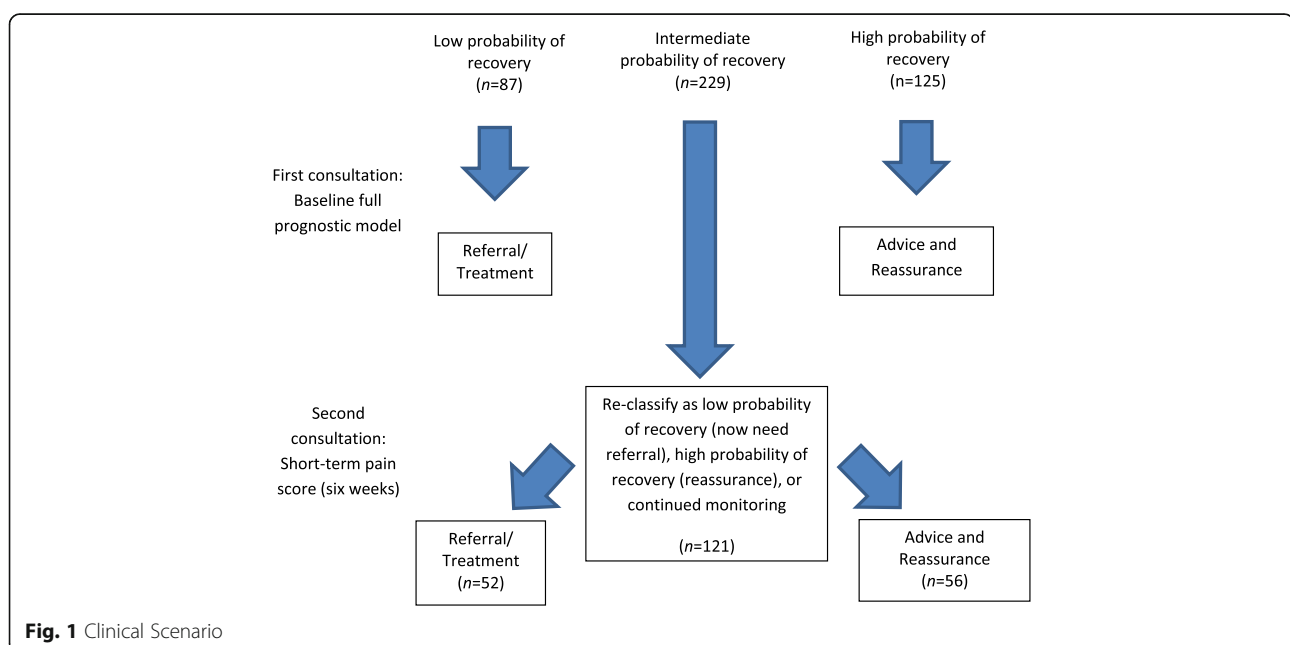 Low probability of
recovery
(n=87)
Intermediate
probability of recovery
(n=229)
High probability of
recovery
(n=125)
First consultation:
Baseline full
prognostic model
Referral/
Treatment
Advice and
Reassurance
Second
consultation:
Short-term pain
score (six weeks)
Re-classify as low probability
of recovery (now need
referral), high probability of
recovery (reassurance), or
continued monitoring
(n=121)
Referral/
Treatment
(n=52)
Advice and
Reassurance
(n=56)
Fig. 1 Clinical Scenario